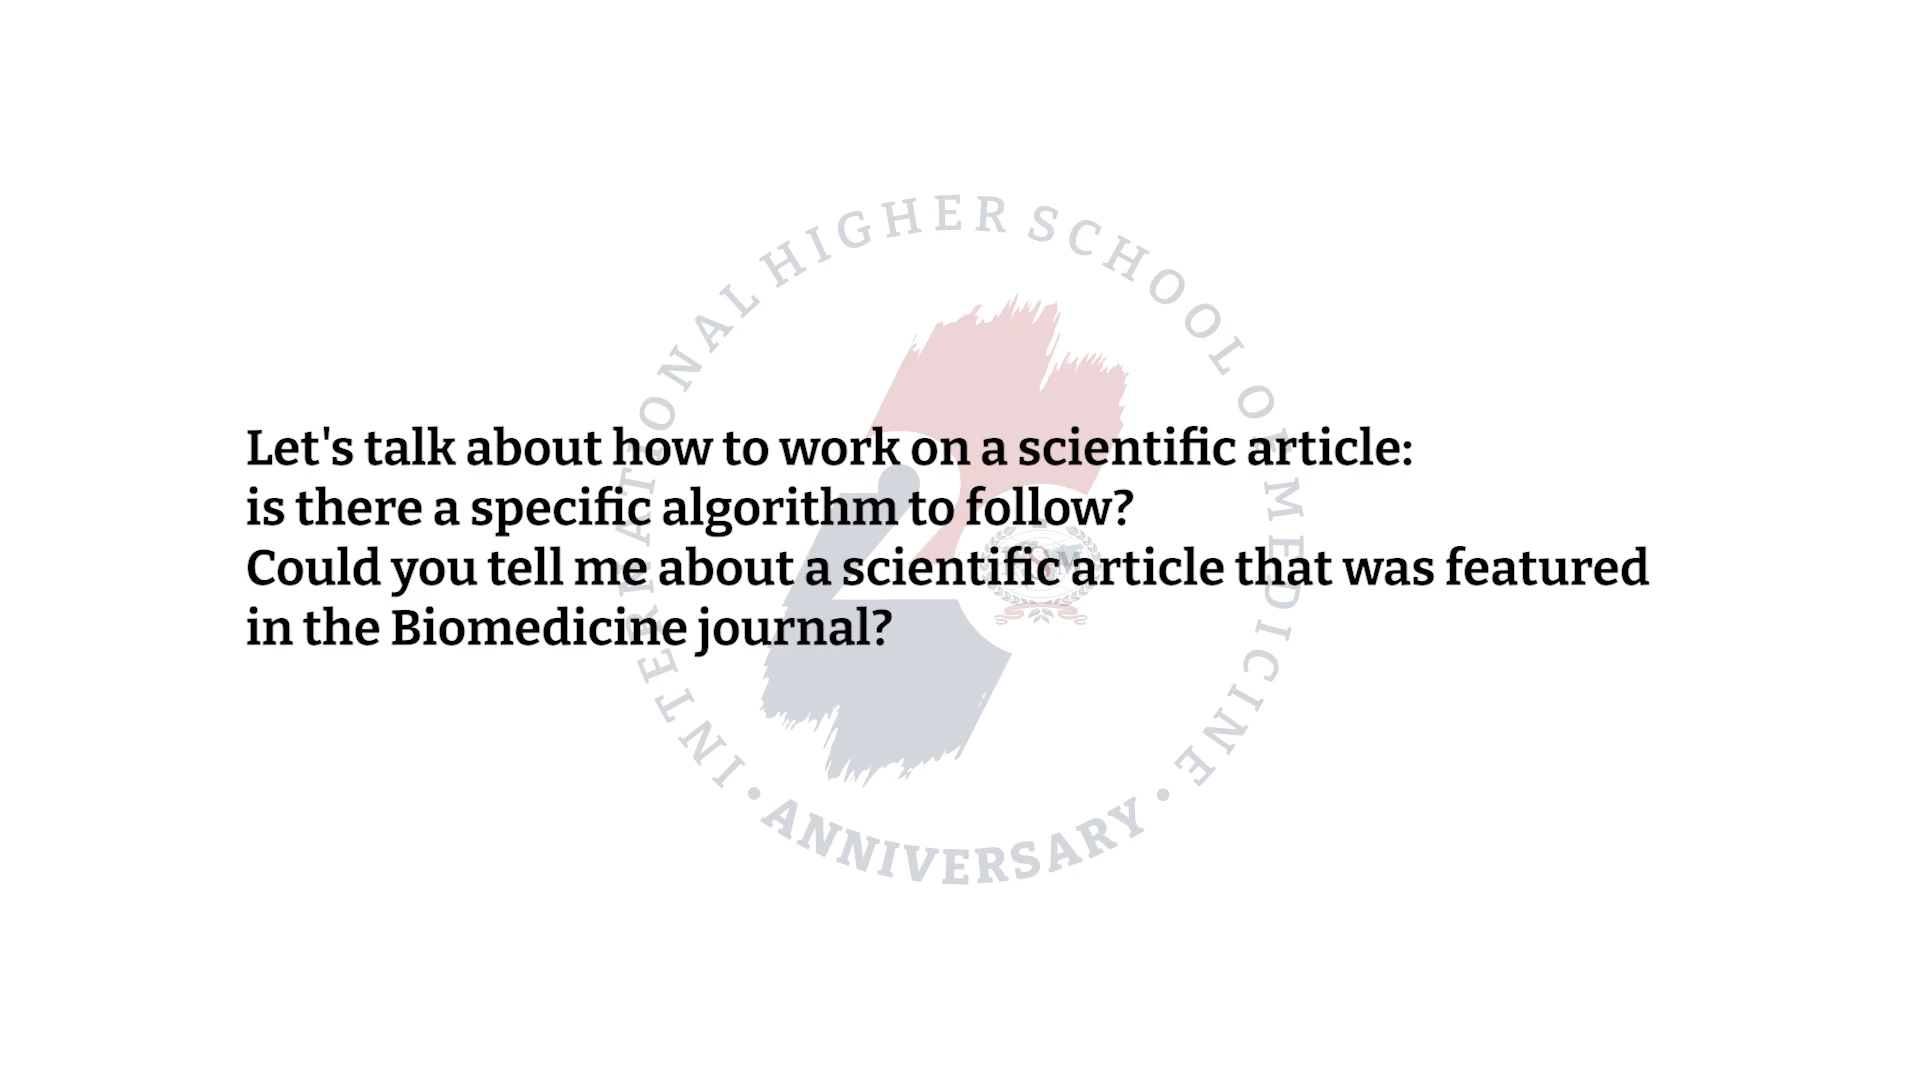 Let's talk about how to work on a scientific article:
is there a specific algorithm to follow?
Could you tell me about a scientific article that was featured
in the Biomedicine journal?
INTERNATIONAL HIGHER SCHOOL OF MEDICINE
• ANNIVERSARY •